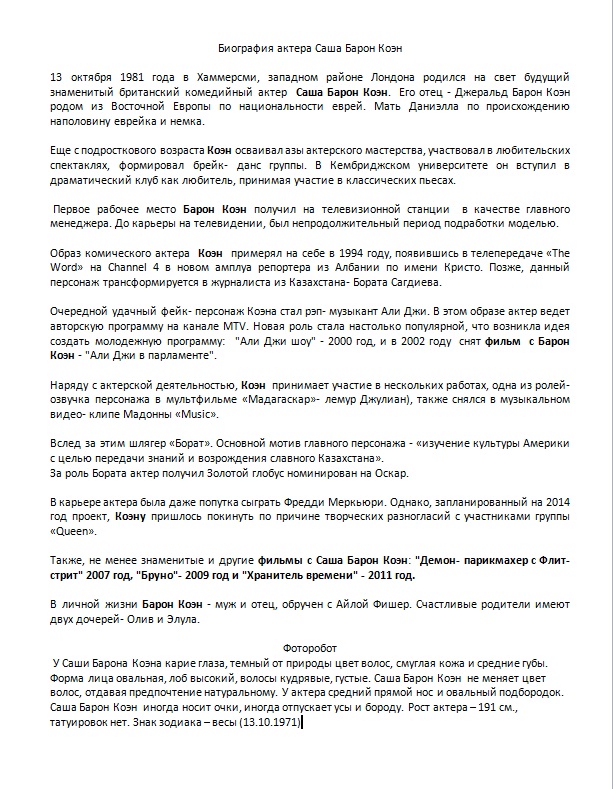 Биография актера Саша Барон Коэн
13 октября 1981 года в Хаммерсми, западном районе Лондона родился на свет будущий
знаменитый британский комедийный актер Саша Барон Коэн. Его отец - Джеральд Барон Коэн
родом из Восточной Европы по национальности еврей. Мать Даниэлла по происхождению
наполовину еврейка и немка.
Еще с подросткового возраста Коэн осваивал азы актерского мастерства, участвовал в любительских
спектаклях, формировал брейк- данс группы. В Кембриджском университете он вступил в
драматический клуб как любитель, принимая участие в классических пьесах.
Первое рабочее место Барон Коэн получил на телевизионной станции в качестве главного
менеджера. До карьеры на телевидении, был непродолжительный период подработки моделью.
Образ комического актера Коэн примерял на себе в 1994 году, появившись в телепередаче «The
Word» на Channel 4 в новом амплуа репортера из Албании по имени Кристо. Позже, данный
персонаж трансформируется в журналиста из Казахстана- Бората Сагдиева.
Очередной удачный фейк- персонаж Коэна стал рэп- музыкант Али Джи. В этом образе актер ведет
авторскую программу на канале MTV. Новая роль стала настолько популярной, что возникла идея
создать молодежную программу: "Али Джи шоу" - 2000 год, и в 2002 году снят фильм с Барон
Коэн - "Али Джи в парламенте".
Наряду с актерской деятельностью, Коэн принимает участие в нескольких работах, одна из ролей-
озвучка персонажа в мультфильме «Мадагаскар»- лемур Джулиан), также снялся в музыкальном
видео- клипе Мадонны «Music».
Вслед за этим шлягер «Борат». Основной мотив главного персонажа - «изучение культуры Америки
с целью передачи знаний и возрождения славного Казахстана».
За роль Бората актер получил Золотой глобус номинирован на Оскар.
В карьере актера была даже попутка сыграть Фредди Меркьюри. Однако, запланированный на 2014
год проект, Коэну пришлось покинуть по причине творческих разногласий с участниками группы
«Queen».
Также, не менее знаменитые и другие фильмы с Саша Барон Коэн: "Демон- парикмахер с Флит-
стрит" 2007 год, "Бруно"- 2009 год и "Хранитель времени" - 2011 год.
В личной жизни Барон Коэн - муж и отец, обручен с Айлой Фишер. Счастливые родители имеют
двух дочерей- Олив и Элула.
Фоторобот
У Саши Барона Коэна карие глаза, темный от природы цвет волос, смуглая кожа и средние губы.
Форма лица овальная, лоб высокий, волосы кудрявые, густые. Саша Барон Коэн не меняет цвет
волос, отдавая предпочтение натуральному. У актера средний прямой нос и овальный подбородок.
Саша Барон Коэн иногда носит очки, иногда отпускает усы и бороду. Рост актера – 191 см.,
татуировок нет. Знак зодиака – весы (13.10.1971)